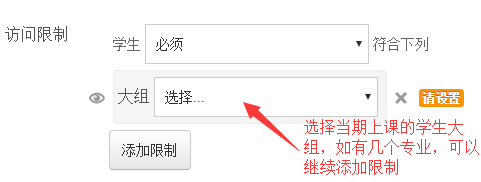 访问限制
学生 必须 符合下列
大组 选择... 请设置
选择当期上课的学生大
组，如有几个专业，可以
继续添加限制
添加限制